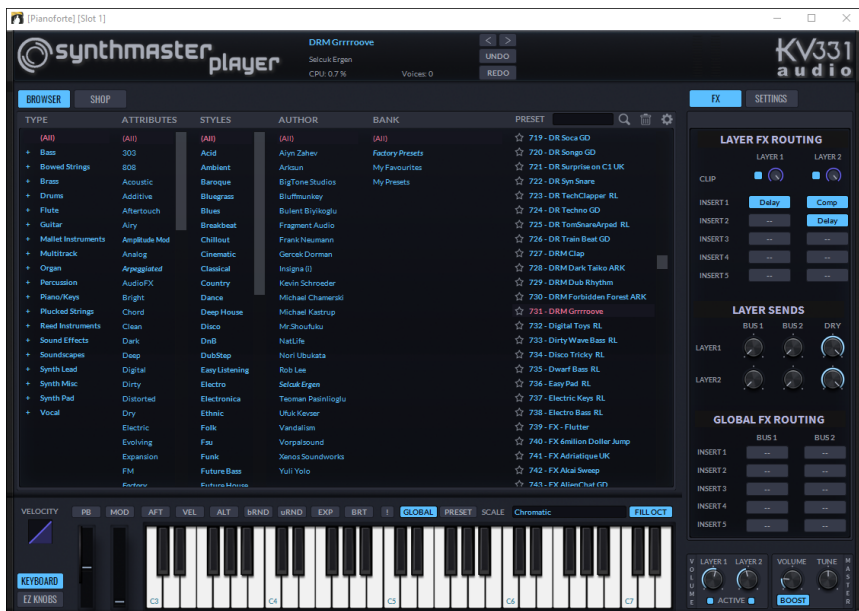 [Pianoforte] [Slot 1]
synthmaster player
DRM Grrrroove
Selcuk Ergen
CPU: 0.7 %
Voices: 0
<
>
UNDO
REDO
KV331
audio
BROWSER
SHOP
FX
SETTINGS
TYPE
ATTRIBUTES
STYLES
AUTHOR
BANK
PRESET
(All)
+ Bass
+ Bowed Strings
+ Brass
+ Drums
+ Flute
+ Guitar
+ Mallet Instruments
+ Multitrack
+ Organ
+ Percussion
+ Piano/Keys
+ Plucked Strings
+ Reed Instruments
+ Sound Effects
+ Soundscapes
+ Synth Lead
+ Synth Misc
+ Synth Pad
+ Vocal
(All)
303
808
Acoustic
Additive
Aftertouch
Airy
Amplitude Mod
Analog
Arpeggiated
AudioFX
Bright
Chord
Clean
Dark
Deep
Digital
Dirty
Distorted
Dry
Electric
Evolving
Expansion
FM
Factory
(All)
Acid
Ambient
Baroque
Bluegrass
Blues
Breakbeat
Chillout
Cinematic
Classical
Country
Dance
Deep House
Disco
DnB
DubStep
Easy Listening
Electro
Electronica
Ethnic
Folk
Fsu
Funk
Future Bass
Future House
(All)
Aiyn Zahev
Arksun
BigTone Studios
Bluffmunkey
Bulent Biyikoglu
Fragment Audio
Frank Neumann
Gercek Dorman
Insigna (i)
Kevin Schroeder
Michael Chamerski
Michael Kastrup
Mr.Shoufuku
NatLife
Nori Ubukata
Rob Lee
Selcuk Ergen
Teoman Pasinlioglu
Ufuk Kevser
Vandalism
Vorpalsound
Xenos Soundworks
Yuli Yolo
(All)
Factory Presets
My Favourites
My Presets
719 - DR Soca GD
720 - DR Songo GD
721 - DR Surprise on C1 UK
722 - DR Syn Snare
723 - DR TechClapper RL
724 - DR Techno GD
725 - DR TomSnareArped RL
726 - DR Train Beat GD
727 - DRM Clap
728 - DRM Dark Taiko ARK
729 - DRM Dub Rhythm
730 - DRM Forbidden Forest ARK
731 - DRM Grrrroove
732 - Digital Toys RL
733 - Dirty Wave Bass RL
734 - Disco Tricky RL
735 - Dwarf Bass RL
736 - Easy Pad RL
737 - Electric Keys RL
738 - Electro Bass RL
739 - FX - Flutter
740 - FX 6milion Doller Jump
741 - FX Adriatique UK
742 - FX Akai Sweep
743 - FX AlienChat GD
LAYER FX ROUTING
LAYER 1
LAYER 2
CLIP
INSERT 1 Delay Comp
INSERT 2 -- Delay
INSERT 3 -- --
INSERT 4 -- --
INSERT 5 -- --
LAYER SENDS
BUS 1
BUS 2
DRY
LAYER1
LAYER2
GLOBAL FX ROUTING
BUS 1
BUS 2
INSERT 1 -- --
INSERT 2 -- --
INSERT 3 -- --
INSERT 4 -- --
INSERT 5 -- --
VELOCITY
PB
MOD
AFT
VEL
ALT
bRND
uRND
EXP
BRT
!
GLOBAL
PRESET
SCALE
Chromatic
FILL OCT
KEYBOARD
EZ KNOBS
C3
C4
C5
C6
C7
VOLUME
LAYER 1
LAYER 2
ACTIVE
VOLUME
TUNE
BOOST
MASTER